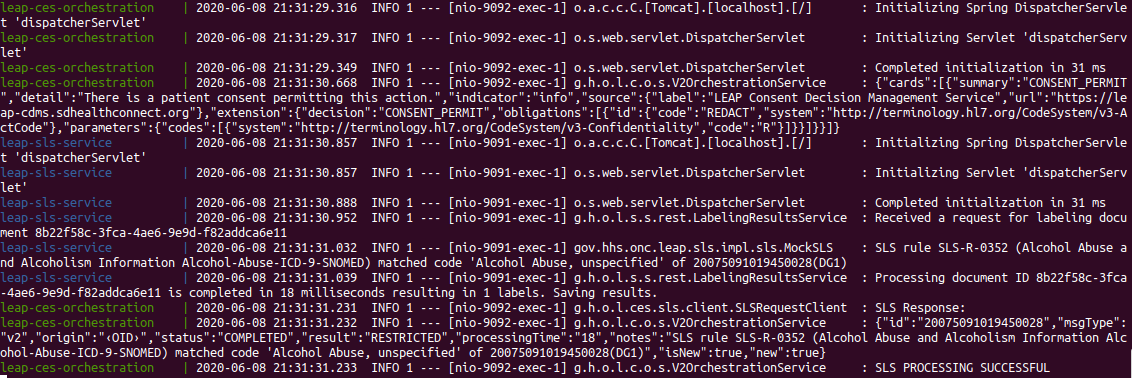 leap-ces-orchestration    | 2020-06-08 21:31:29.316  INFO 1 --- [nio-9092-exec-1] o.a.c.c.C.[Tomcat].[localhost].[/]       : Initializing Spring DispatcherServle
t 'dispatcherServlet'
leap-ces-orchestration    | 2020-06-08 21:31:29.317  INFO 1 --- [nio-9092-exec-1] o.s.web.servlet.DispatcherServlet        : Initializing Servlet 'dispatcherServ
let'
leap-ces-orchestration    | 2020-06-08 21:31:29.349  INFO 1 --- [nio-9092-exec-1] o.s.web.servlet.DispatcherServlet        : Completed initialization in 31 ms
leap-ces-orchestration    | 2020-06-08 21:31:30.668  INFO 1 --- [nio-9092-exec-1] g.h.o.l.c.o.s.V2OrchestrationService     : {"cards":[{"summary":"CONSENT_PERMIT
","detail":"There is a patient consent permitting this action.","indicator":"info","source":{"label":"LEAP Consent Decision Management Service","url":"https://le
ap-cdms.sdhealthconnect.org"},"extension":{"decision":"CONSENT_PERMIT","obligations":[{"id":{"code":"REDACT","system":"http://terminology.hl7.org/CodeSystem/v3-A
ctCode"},"parameters":{"codes":[{"system":"http://terminology.hl7.org/CodeSystem/v3-Confidentiality","code":"R"}]}}]}}]}
leap-sls-service          | 2020-06-08 21:31:30.857  INFO 1 --- [nio-9091-exec-1] o.a.c.c.C.[Tomcat].[localhost].[/]       : Initializing Spring DispatcherServle
t 'dispatcherServlet'
leap-sls-service          | 2020-06-08 21:31:30.857  INFO 1 --- [nio-9091-exec-1] o.s.web.servlet.DispatcherServlet        : Initializing Servlet 'dispatcherServ
let'
leap-sls-service          | 2020-06-08 21:31:30.888  INFO 1 --- [nio-9091-exec-1] o.s.web.servlet.DispatcherServlet        : Completed initialization in 31 ms
leap-sls-service          | 2020-06-08 21:31:30.952  INFO 1 --- [nio-9091-exec-1] g.h.o.l.s.s.rest.LabelingResultsService  : Received a request for labeling docu
ment 8b22f58c-3fca-4ae6-9e9d-f82addca6e11
leap-sls-service          | 2020-06-08 21:31:31.032  INFO 1 --- [nio-9091-exec-1] gov.hhs.onc.leap.sls.impl.sls.MockSLS    : SLS rule SLS-R-0352 (Alcohol Abuse a
nd Alcoholism Information Alcohol-Abuse-ICD-9-SNOMED) matched code 'Alcohol Abuse, unspecified' of 20075091019450028(DG1)
leap-sls-service          | 2020-06-08 21:31:31.039  INFO 1 --- [nio-9091-exec-1] g.h.o.l.s.s.rest.LabelingResultsService  : Processing document ID 8b22f58c-3fca
-4ae6-9e9d-f82addca6e11 is completed in 18 milliseconds resulting in 1 labels. Saving results.
leap-ces-orchestration    | 2020-06-08 21:31:31.231  INFO 1 --- [nio-9092-exec-1] g.h.o.l.ces.sls.client.SLSRequestClient  : SLS Response:
leap-ces-orchestration    | 2020-06-08 21:31:31.232  INFO 1 --- [nio-9092-exec-1] g.h.o.l.c.o.s.V2OrchestrationService     : {"id":"20075091019450028","msgType":
"v2","origin":"‹OID›","status":"COMPLETED","result":"RESTRICTED","processingTime":"18","notes":"SLS rule SLS-R-0352 (Alcohol Abuse and Alcoholism Information Alc
ohol-Abuse-ICD-9-SNOMED) matched code 'Alcohol Abuse, unspecified' of 20075091019450028(DG1)","isNew":true,"new":true}
leap-ces-orchestration    | 2020-06-08 21:31:31.233  INFO 1 --- [nio-9092-exec-1] g.h.o.l.c.o.s.V2OrchestrationService     : SLS PROCESSING SUCCESSFUL